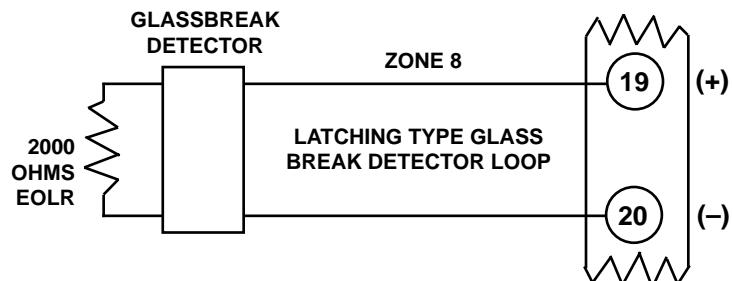 GLASSBREAK
DETECTOR
ZONE 8
19
(+)
2000
OHMS
EOLR
LATCHING TYPE GLASS
BREAK DETECTOR LOOP
20
(–)